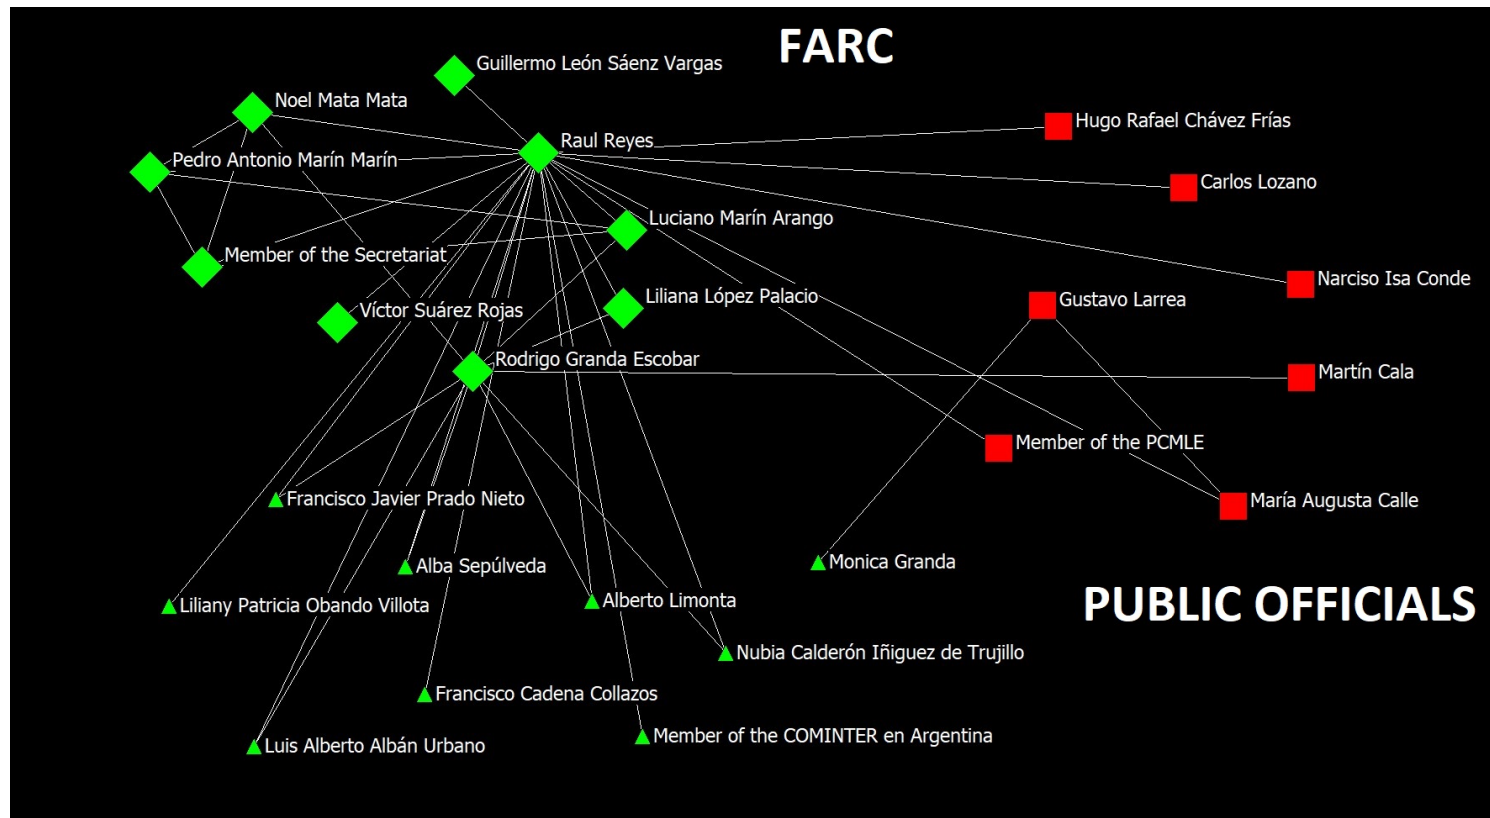 FARC
Guillermo León Sáenz Vargas
Noel Mata Mata
Hugo Rafael Chávez Frías
Raul Reyes
Pedro Antonio Marín Marín
Carlos Lozano
Luciano Marín Arango
Member of the Secretariat
Narciso Isa Conde
Liliana López Palacio
Gustavo Larrea
Víctor Suárez Rojas
Rodrigo Granda Escobar
Martín Cala
Member of the PCMLE
Francisco Javier Prado Nieto
María Augusta Calle
Alba Sepúlveda
Monica Granda
Liliany Patricia Obando Villota
Alberto Limonta
PUBLIC OFFICIALS
Nubia Calderón Iñiguez de Trujillo
Francisco Cadena Collazos
Member of the COMINTER en Argentina
Luis Alberto Albán Urbano